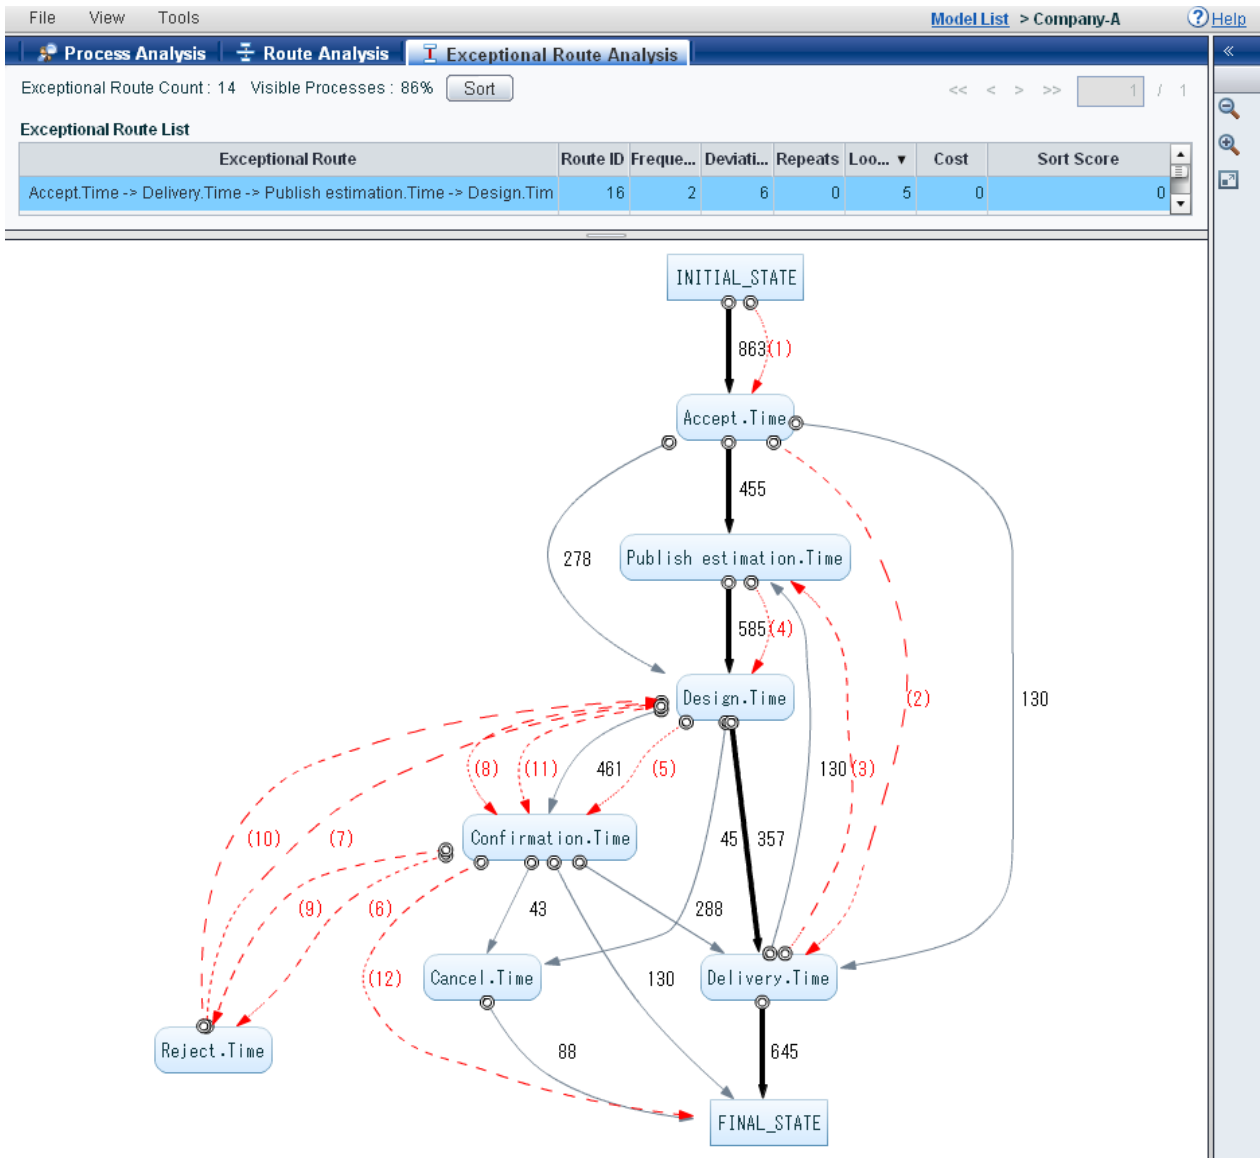 File View Tools Model List > Company-A ? Help
Process Analysis Route Analysis Exceptional Route Analysis «
Exceptional Route Count : 14 Visible Processes : 86% Sort << < > >> 1 / 1
Exceptional Route List
Exceptional Route Route ID Freque... Deviati... Repeats Loo... ▼ Cost Sort Score
Accept.Time -> Delivery.Time -> Publish estimation.Time -> Design.Tim 16 2 6 0 5 0 0
INITIAL_STATE
863 (1)
Accept.Time
455
278
Publish estimation.Time
585 (4)
Design.Time
(2)
130
(8) (11) 461 (5) 130 (3)
(10) (7) Confirmation.Time 45 357
(9) (6) 43 288
(12) Cancel.Time 130 Delivery.Time
Reject.Time 88 645
FINAL_STATE